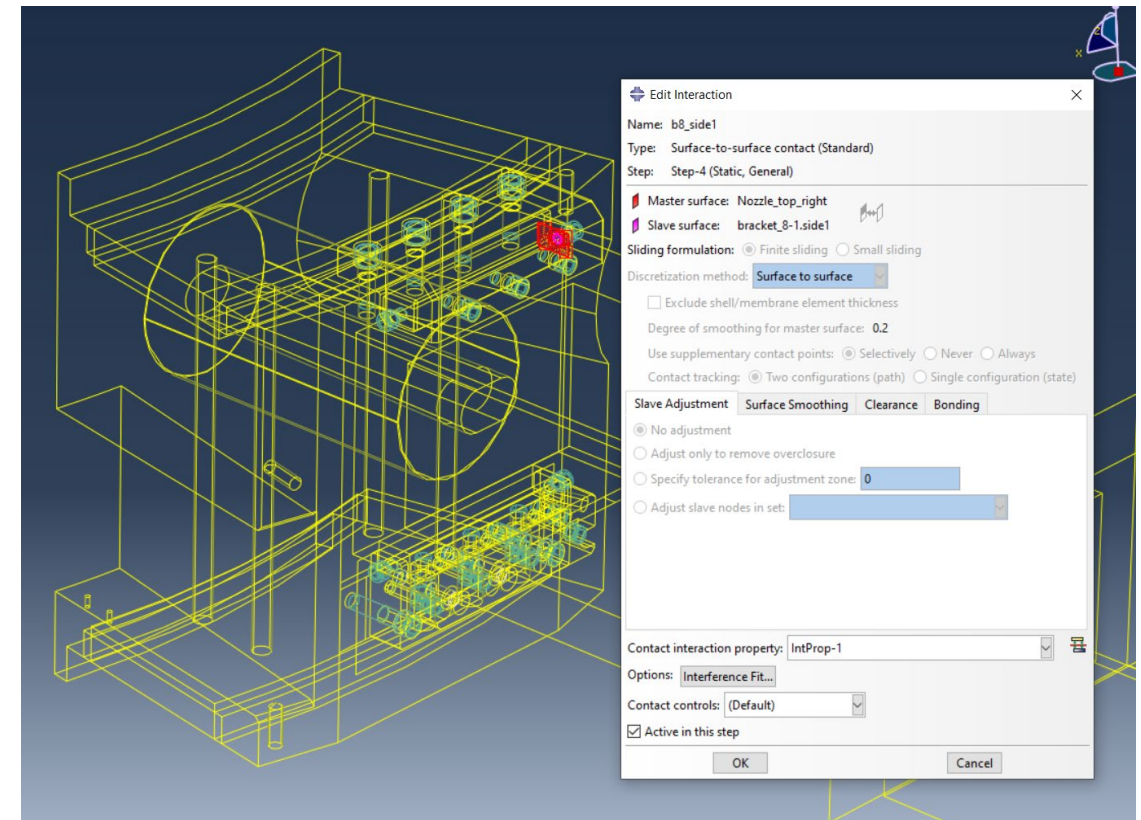 Edit Interaction
Name: b8_side1
Type: Surface-to-surface contact (Standard)
Step: Step-4 (Static, General)
Master surface: Nozzle_top_right
Slave surface: bracket_8-1.side1
Sliding formulation: Finite sliding Small sliding
Discretization method: Surface to surface
Exclude shell/membrane element thickness
Degree of smoothing for master surface: 0.2
Use supplementary contact points: Selectively Never Always
Contact tracking: Two configurations (path) Single configuration (state)
Slave Adjustment Surface Smoothing Clearance Bonding
No adjustment
Adjust only to remove overclosure
Specify tolerance for adjustment zone: 0
Adjust slave nodes in set:
Contact interaction property: IntProp-1
Options: Interference Fit...
Contact controls: (Default)
Active in this step
OK Cancel
x